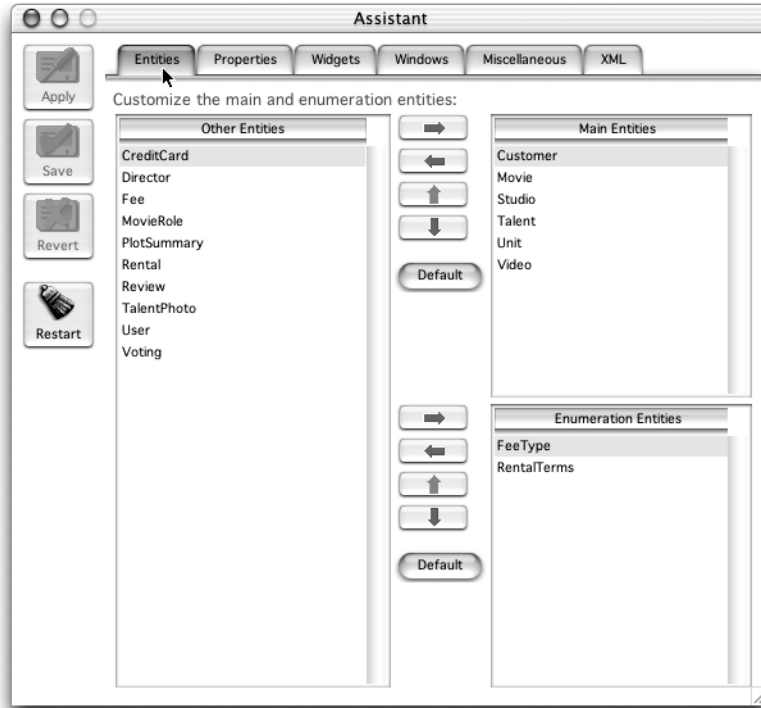 Assistant
Entities Properties Widgets Windows Miscellaneous XML
Apply
Save
Revert
Restart
Customize the main and enumeration entities:
Other Entities
CreditCard
Director
Fee
MovieRole
PlotSummary
Rental
Review
TalentPhoto
User
Voting
Default
Main Entities
Customer
Movie
Studio
Talent
Unit
Video
Default
Enumeration Entities
FeeType
RentalTerms